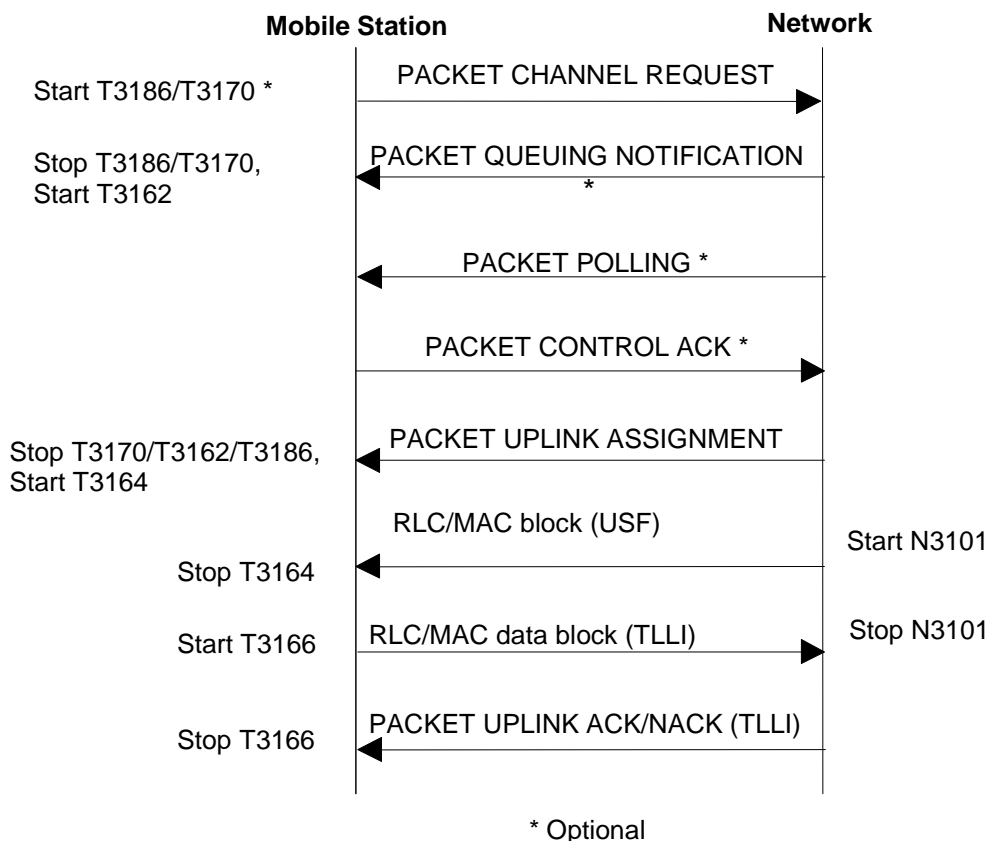 Mobile Station
Network
PACKET CHANNEL REQUEST
Start T3186/T3170 *
PACKET QUEUING NOTIFICATION
*
Stop T3186/T3170,
Start T3162
PACKET POLLING *
PACKET CONTROL ACK *
PACKET UPLINK ASSIGNMENT
Stop T3170/T3162/T3186,
Start T3164
RLC/MAC block (USF)
Start N3101
Stop T3164
RLC/MAC data block (TLLI)
Start T3166
Stop N3101
PACKET UPLINK ACK/NACK (TLLI)
Stop T3166
* Optional